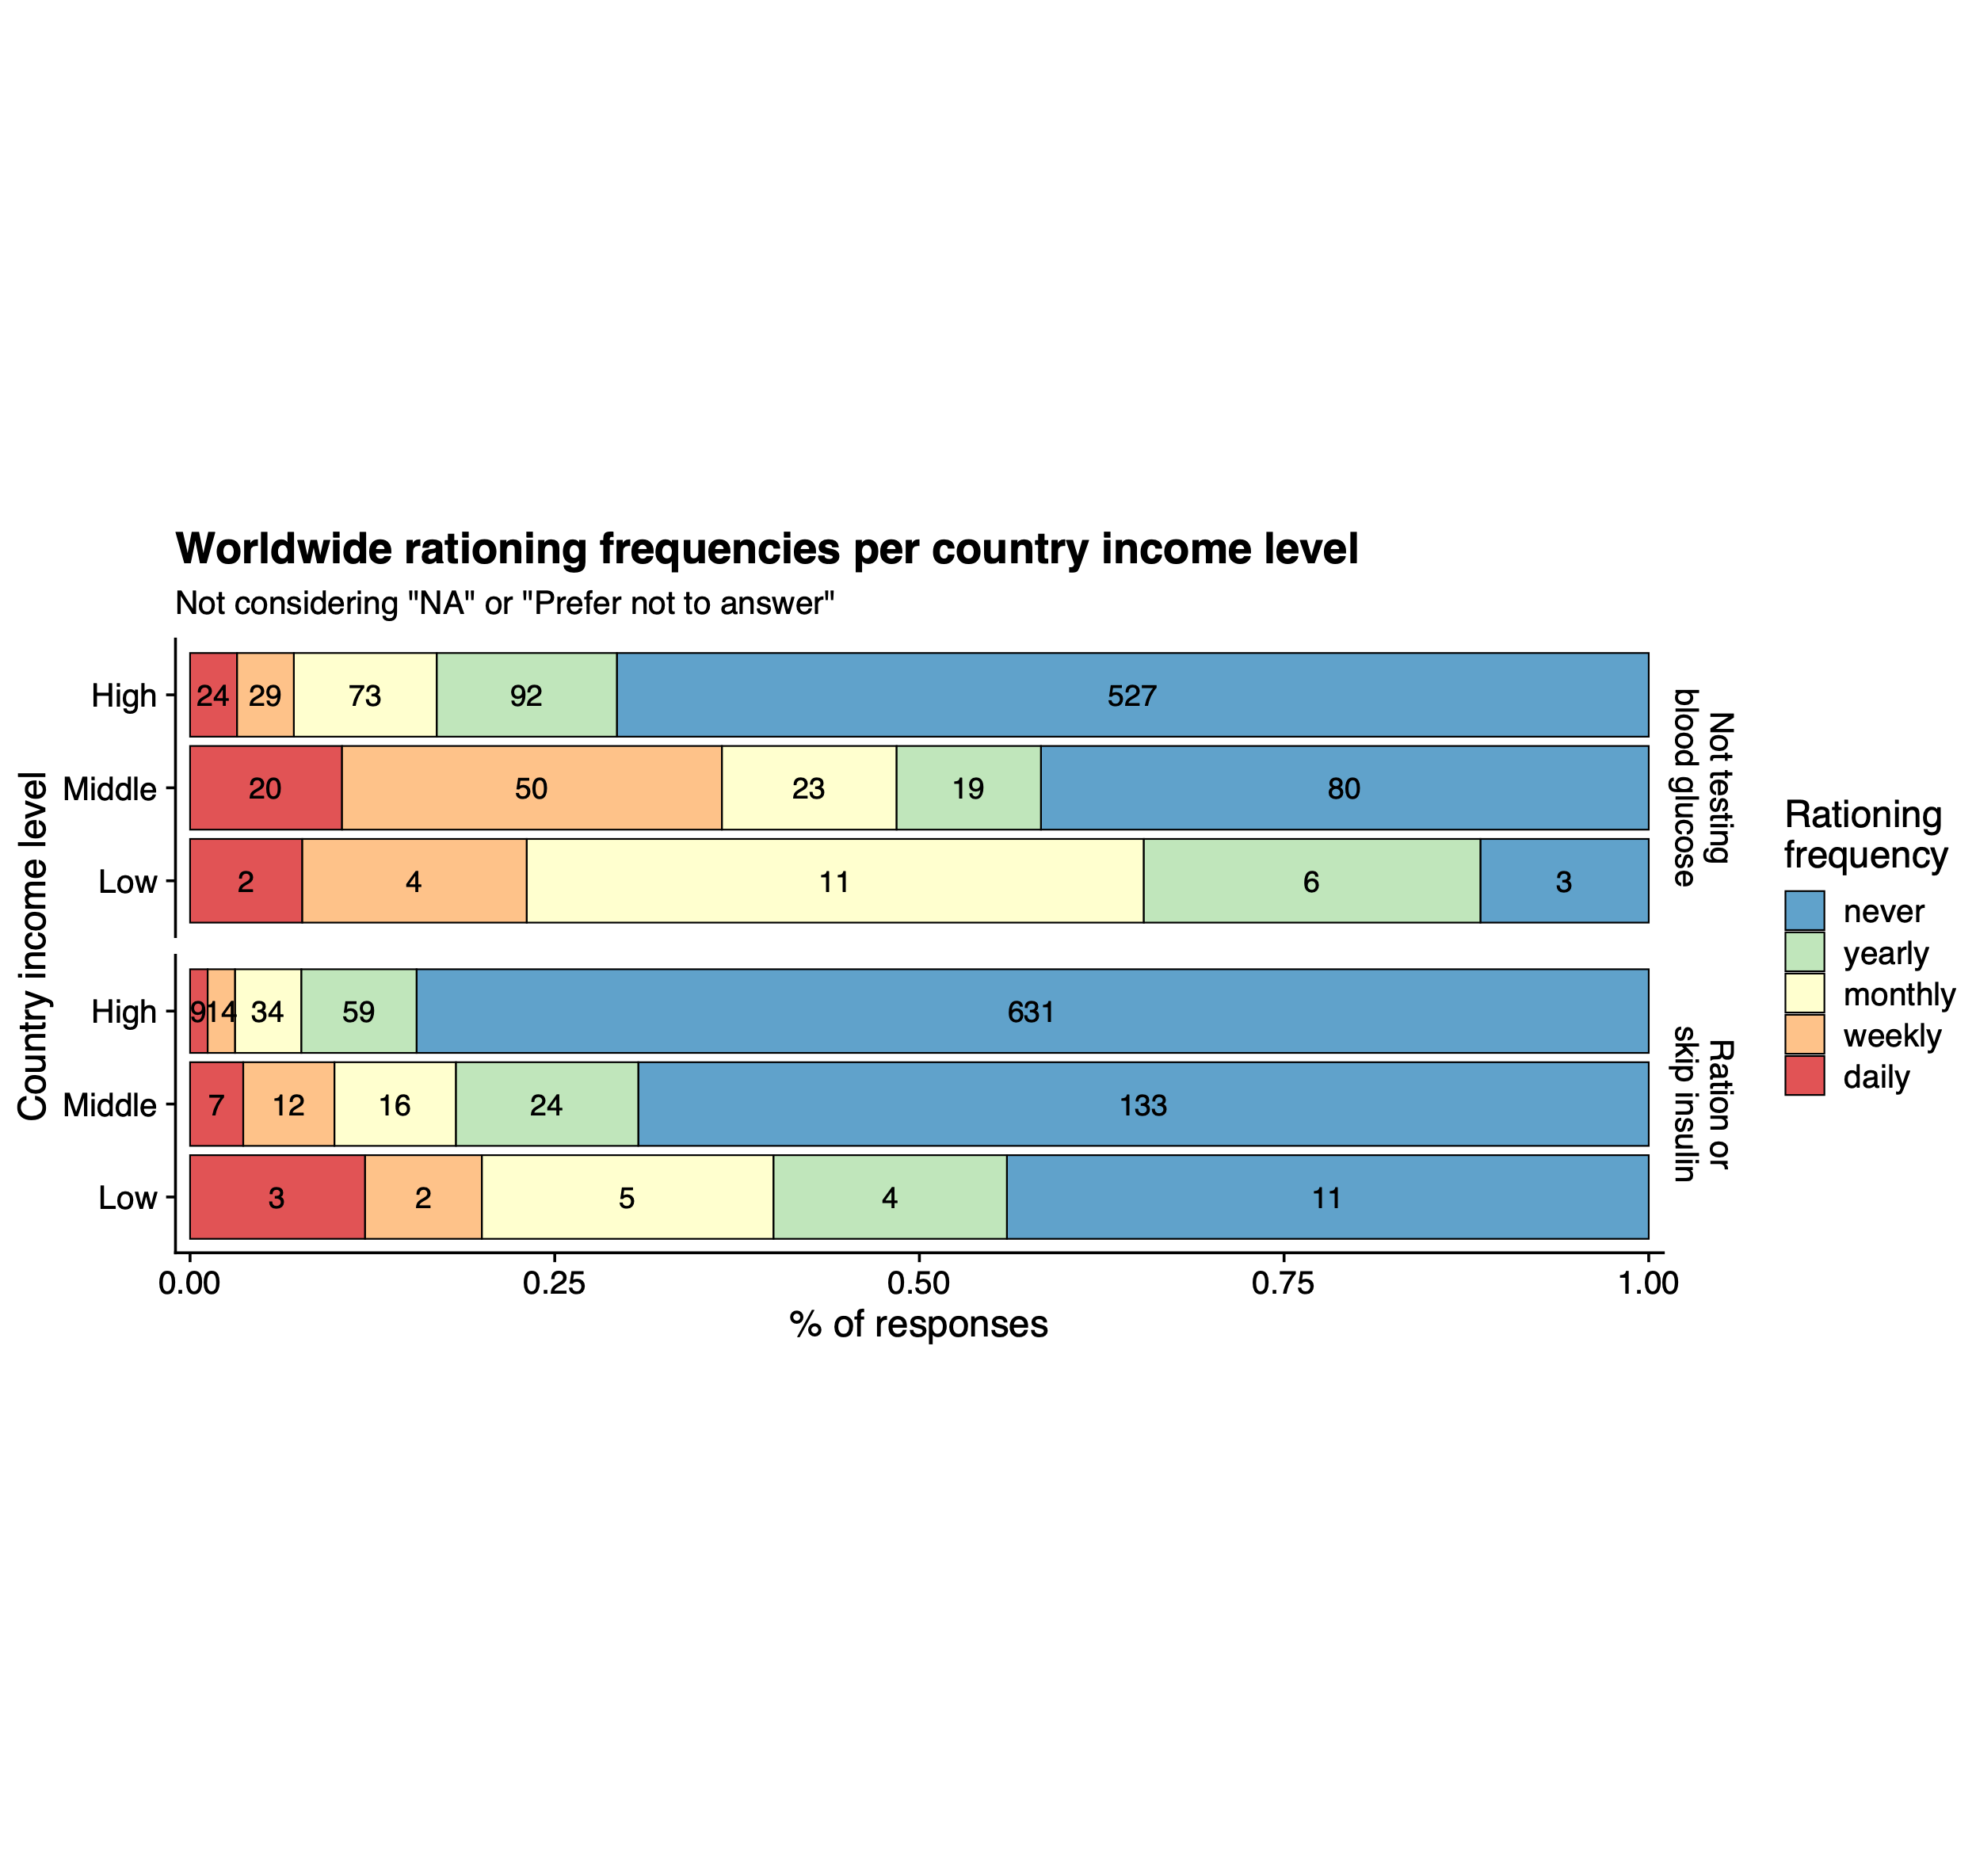 Worldwide rationing frequencies per country income level
Not considering "NA" or "Prefer not to answer"
Country income level
High
24 29 73 92 527
Middle
20 50 23 19 80
Low
2 4 11 6 3
Not testing
blood glucose
High
9 14 34 59 631
Middle
7 12 16 24 133
Low
3 2 5 4 11
Ration or
skip insulin
0.00 0.25 0.50 0.75 1.00
% of responses
Rationing
frequency
never
yearly
monthly
weekly
daily